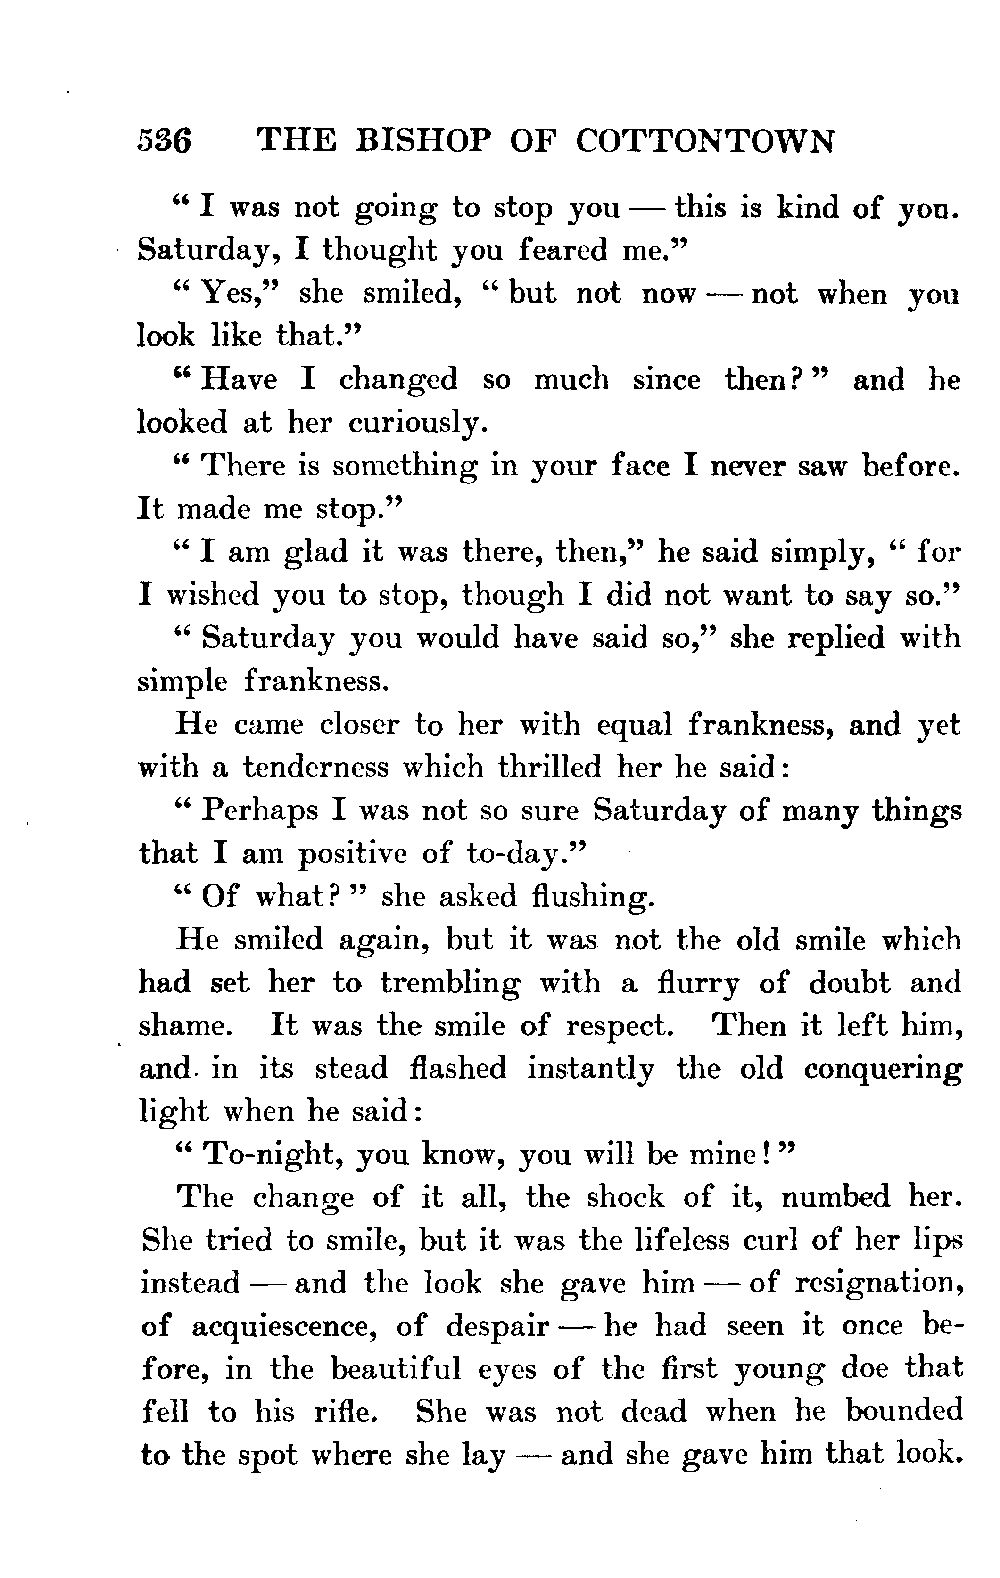 536 THE BISHOP OF COTTONTOWN
“ I was not going to stop you — this is kind of you.
Saturday, I thought you feared me.”
“ Yes,” she smiled, “ but not now — not when you
look like that.”
“ Have I changed so much since then? ” and he
looked at her curiously.
“ There is something in your face I never saw before.
It made me stop.”
“ I am glad it was there, then,” he said simply, “ for
I wished you to stop, though I did not want to say so.”
“ Saturday you would have said so,” she replied with
simple frankness.
He came closer to her with equal frankness, and yet
with a tenderness which thrilled her he said:
“ Perhaps I was not so sure Saturday of many things
that I am positive of to-day.”
“ Of what? ” she asked flushing.
He smiled again, but it was not the old smile which
had set her to trembling with a flurry of doubt and
shame. It was the smile of respect. Then it left him,
and in its stead flashed instantly the old conquering
light when he said:
“ To-night, you know, you will be mine! ”
The change of it all, the shock of it, numbed her.
She tried to smile, but it was the lifeless curl of her lips
instead — and the look she gave him — of resignation,
of acquiescence, of despair — he had seen it once be-
fore, in the beautiful eyes of the first young doe that
fell to his rifle. She was not dead when he bounded
to the spot where she lay — and she gave him that look.